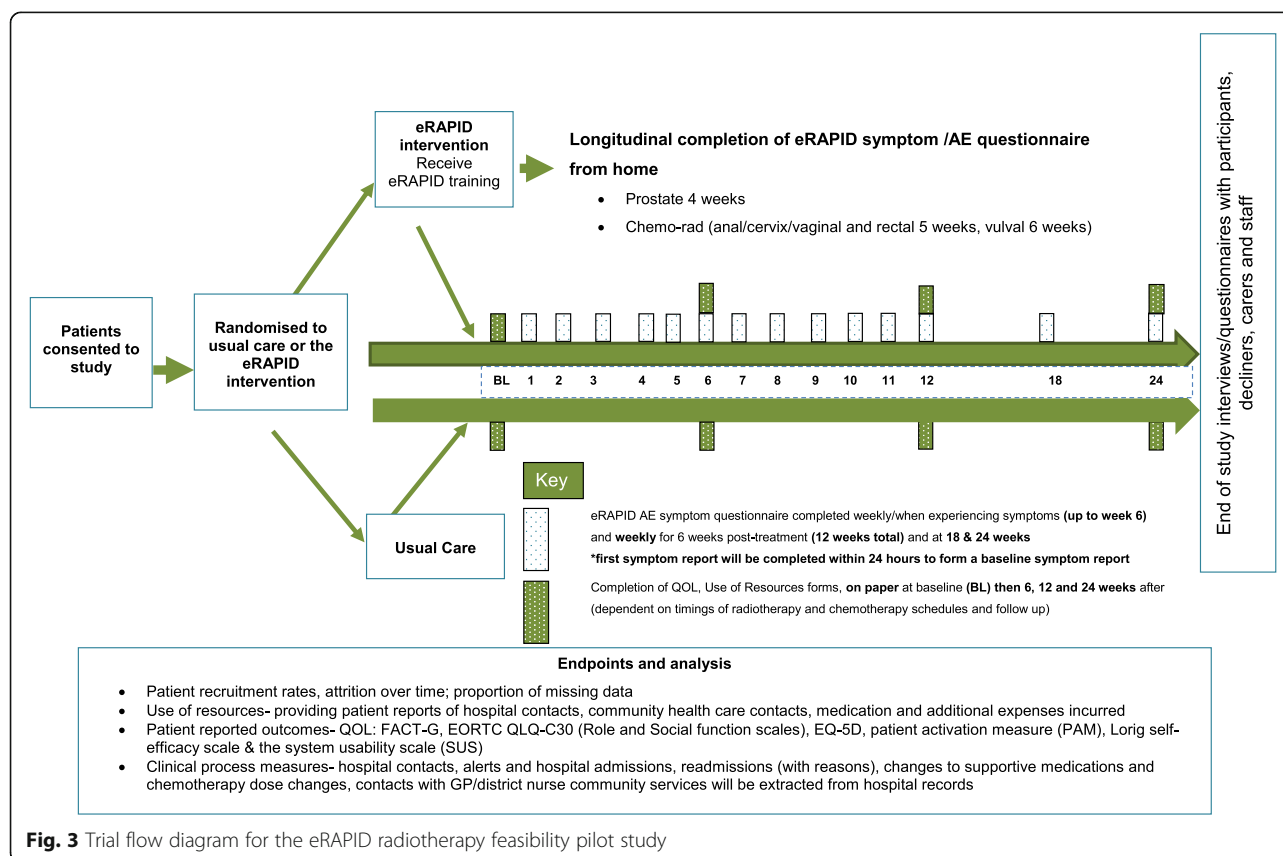 eRAPID
intervention
Receive
eRAPID training
Longitudinal completion of eRAPID symptom /AE questionnaire
from home
• Prostate 4 weeks
• Chemo-rad (anal/cervix/vaginal and rectal 5 weeks, vulval 6 weeks)
Patients
consented to
study
Randomised to
usual care or the
eRAPID
intervention
BL 1 2 3 4 5 6 7 8 9 10 11 12 18 24
Usual Care
Key
eRAPID AE symptom questionnaire completed weekly/when experiencing symptoms (up to week 6)
and weekly for 6 weeks post-treatment (12 weeks total) and at 18 & 24 weeks
*first symptom report will be completed within 24 hours to form a baseline symptom report
Completion of QOL, Use of Resources forms, on paper at baseline (BL) then 6, 12 and 24 weeks after
(dependent on timings of radiotherapy and chemotherapy schedules and follow up)
End of study interviews/questionnaires with participants,
decliners, carers and staff
Endpoints and analysis
• Patient recruitment rates, attrition over time; proportion of missing data
• Use of resources- providing patient reports of hospital contacts, community health care contacts, medication and additional expenses incurred
• Patient reported outcomes- QOL: FACT-G, EORTC QLQ-C30 (Role and Social function scales), EQ-5D, patient activation measure (PAM), Lorig self-
efficacy scale & the system usability scale (SUS)
• Clinical process measures- hospital contacts, alerts and hospital admissions, readmissions (with reasons), changes to supportive medications and
chemotherapy dose changes, contacts with GP/district nurse community services will be extracted from hospital records
Fig. 3 Trial flow diagram for the eRAPID radiotherapy feasibility pilot study